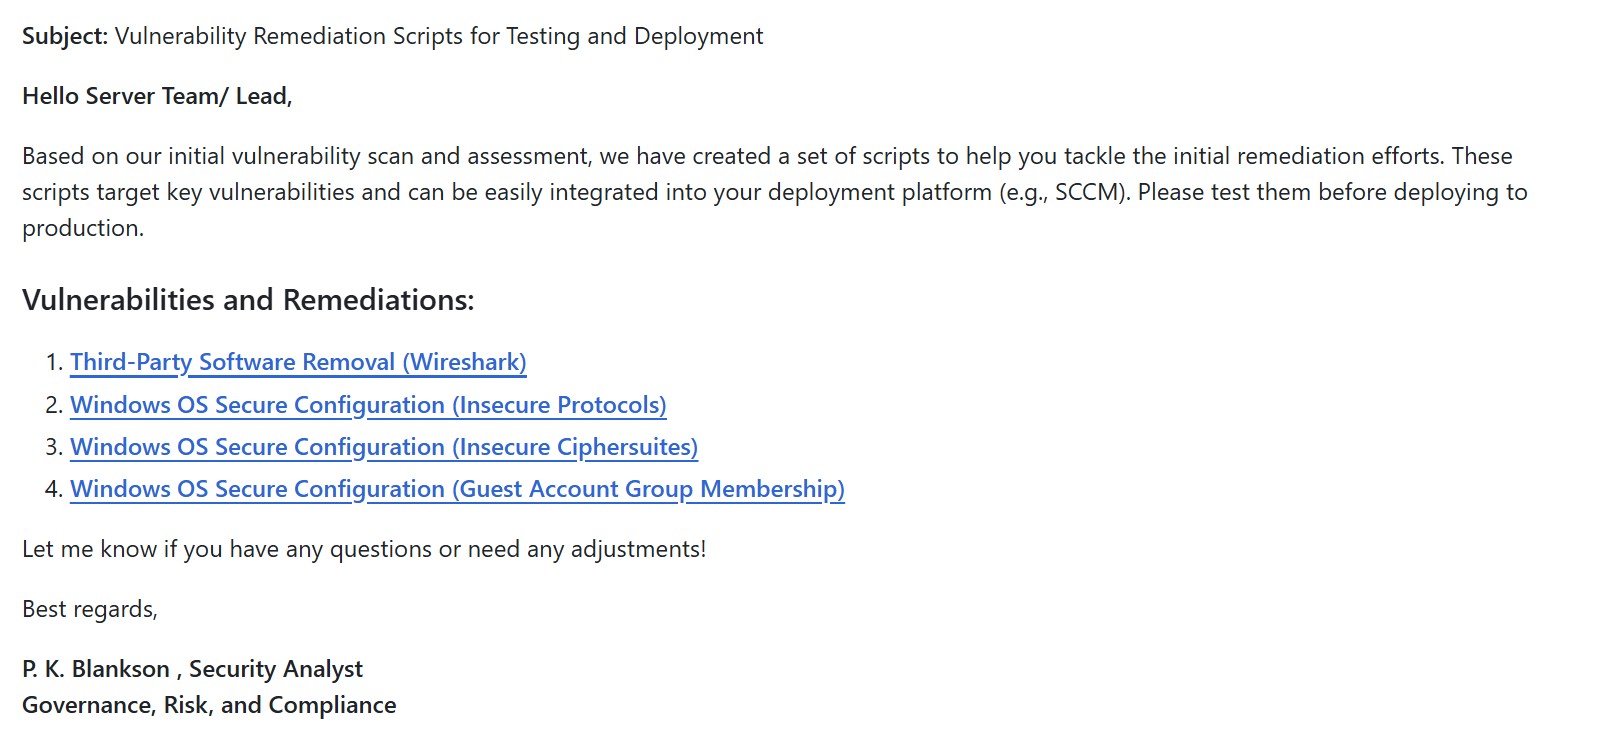 Subject: Vulnerability Remediation Scripts for Testing and Deployment
Hello Server Team/ Lead,
Based on our initial vulnerability scan and assessment, we have created a set of scripts to help you tackle the initial remediation efforts. These
scripts target key vulnerabilities and can be easily integrated into your deployment platform (e.g., SCCM). Please test them before deploying to
production.
Vulnerabilities and Remediations:
1. Third-Party Software Removal (Wireshark)
2. Windows OS Secure Configuration (Insecure Protocols)
3. Windows OS Secure Configuration (Insecure Ciphersuites)
4. Windows OS Secure Configuration (Guest Account Group Membership)
Let me know if you have any questions or need any adjustments!
Best regards,
P. K. Blankson , Security Analyst
Governance, Risk, and Compliance